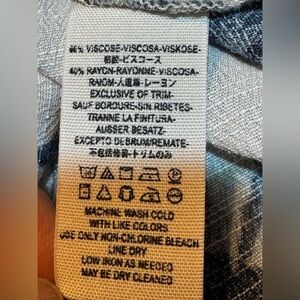 60% VISCOSE-VISCOSA-VISKOSE-
粘胶-ビスコース
40% RAYON-RAYONNE-VISCOSA-
RAION-人造絲-レーヨン
EXCLUSIVE OF TRIM-
SAUF BORDURE-SIN RIBETES-
TRANNE LA FINITURA-
AUSSER BESATZ-
EXCEPTO DEBRUM/REMATE-
不包括修剪-トリムのみ
MACHINE WASH COLD
WITH LIKE COLORS
USE ONLY NON-CHLORINE BLEACH
LINE DRY
LOW IRON AS NEEDED
MAY BE DRY CLEANED